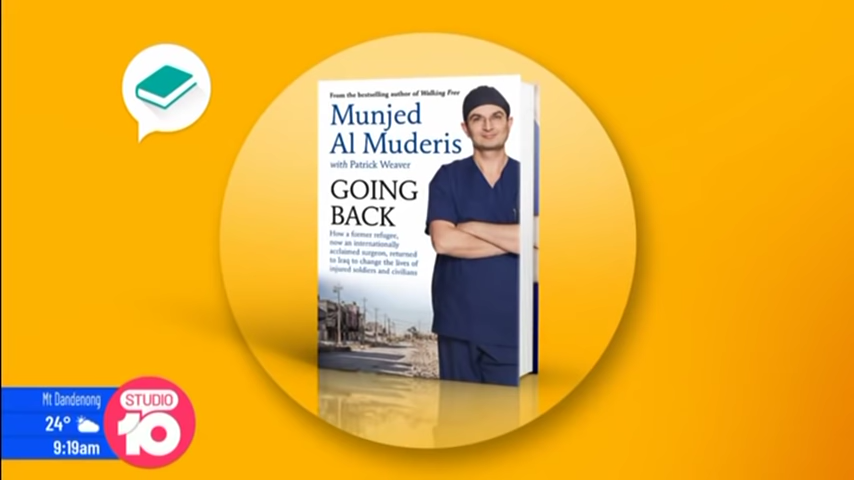 From the bestselling author of Walking Free
Munjed
Al Muderis
with Patrick Weaver
GOING
BACK
How a former refugee,
now an internationally
acclaimed surgeon, returned
to Iraq to change the lives of
injured soldiers and civilians
Mt Dandenong
24°
9:19am
STUDIO
10